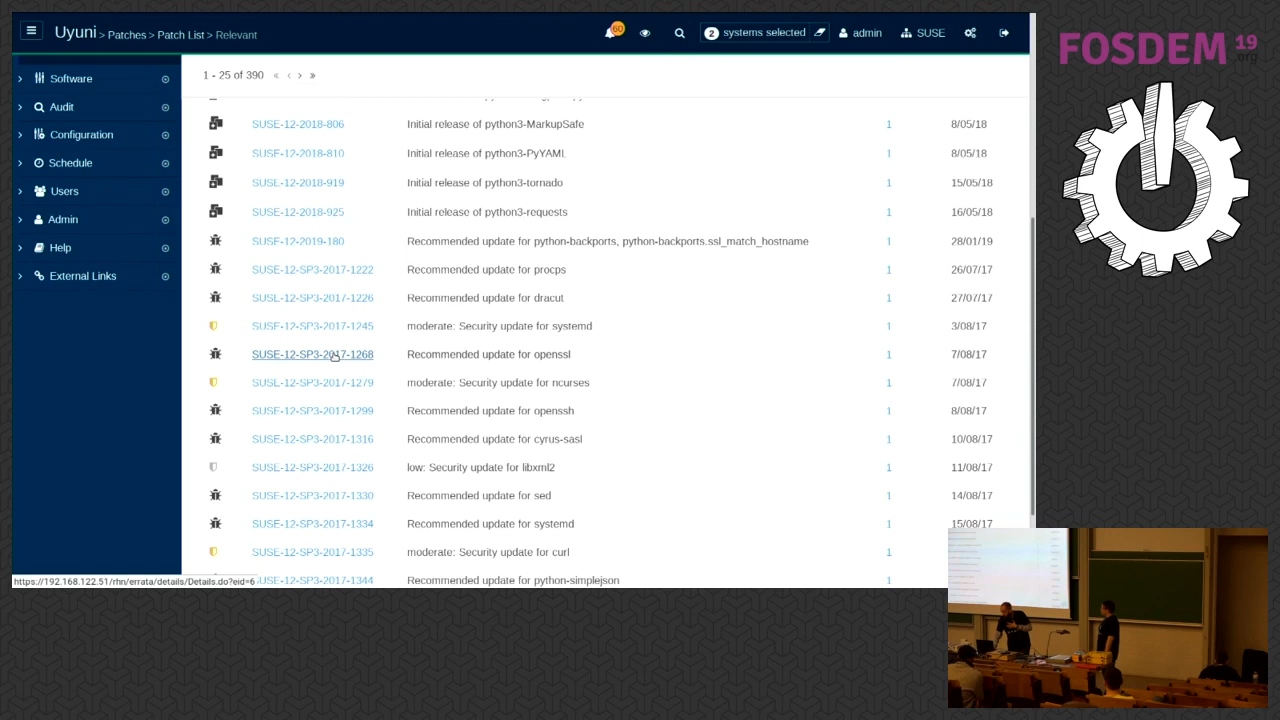 Uyuni > Patches > Patch List > Relevant
60
2 systems selected
admin
SUSE
FOSDEM 19
.org
Software
Audit
Configuration
Schedule
Users
Admin
Help
External Links
1 - 25 of 390
SUSE-12-2018-806 Initial release of python3-MarkupSafe 1 8/05/18
SUSE-12-2018-810 Initial release of python3-PyYAML 1 8/05/18
SUSE-12-2018-919 Initial release of python3-tornado 1 15/05/18
SUSE-12-2018-925 Initial release of python3-requests 1 16/05/18
SUSE-12-2019-180 Recommended update for python-backports, python-backports.ssl_match_hostname 1 28/01/19
SUSE-12-SP3-2017-1222 Recommended update for procps 1 26/07/17
SUSE-12-SP3-2017-1226 Recommended update for dracut 1 27/07/17
SUSE-12-SP3-2017-1245 moderate: Security update for systemd 1 3/08/17
SUSE-12-SP3-2017-1268 Recommended update for openssl 1 7/08/17
SUSE-12-SP3-2017-1279 moderate: Security update for ncurses 1 7/08/17
SUSE-12-SP3-2017-1299 Recommended update for openssh 1 8/08/17
SUSE-12-SP3-2017-1316 Recommended update for cyrus-sasl 1 10/08/17
SUSE-12-SP3-2017-1326 low: Security update for libxml2 1 11/08/17
SUSE-12-SP3-2017-1330 Recommended update for sed 1 14/08/17
SUSE-12-SP3-2017-1334 Recommended update for systemd 1 15/08/17
SUSE-12-SP3-2017-1335 moderate: Security update for curl 1
SUSE-12-SP3-2017-1344 Recommended update for python-simplejson 1
https://192.168.122.51/rhn/errata/details/Details.do?eid=6